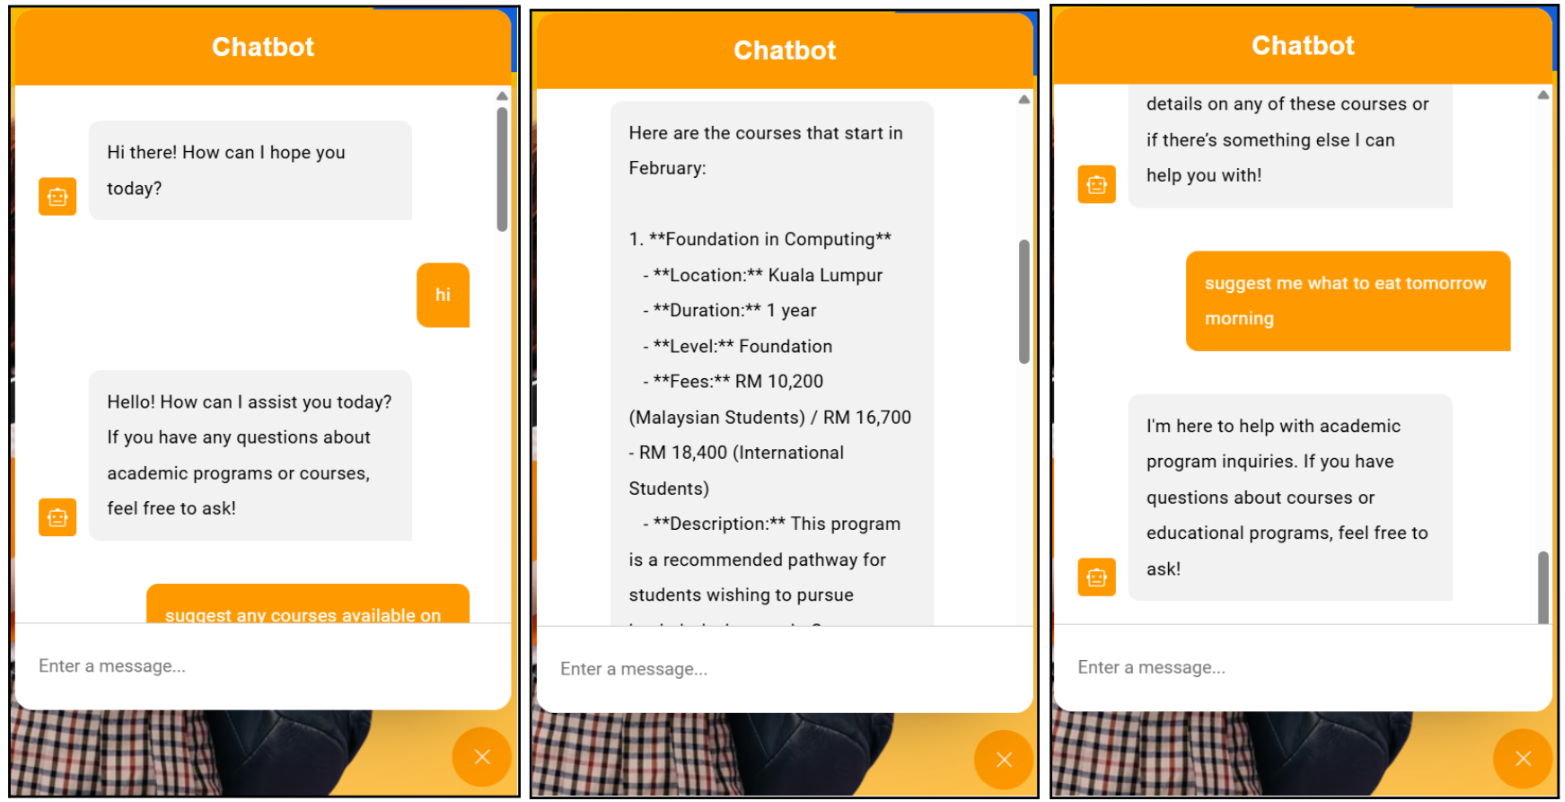 Chatbot
Hi there! How can I hope you
today?
hi
Hello! How can I assist you today?
If you have any questions about
academic programs or courses,
feel free to ask!
suggest any courses available on
Enter a message...
Chatbot
Here are the courses that start in
February:
1. **Foundation in Computing**
- **Location:** Kuala Lumpur
- **Duration:** 1 year
- **Level:** Foundation
- **Fees:** RM 10,200
(Malaysian Students) / RM 16,700
- RM 18,400 (International
Students)
- **Description:** This program
is a recommended pathway for
students wishing to pursue
Enter a message...
Chatbot
details on any of these courses or
if there’s something else I can
help you with!
suggest me what to eat tomorrow
morning
I'm here to help with academic
program inquiries. If you have
questions about courses or
educational programs, feel free to
ask!
Enter a message...